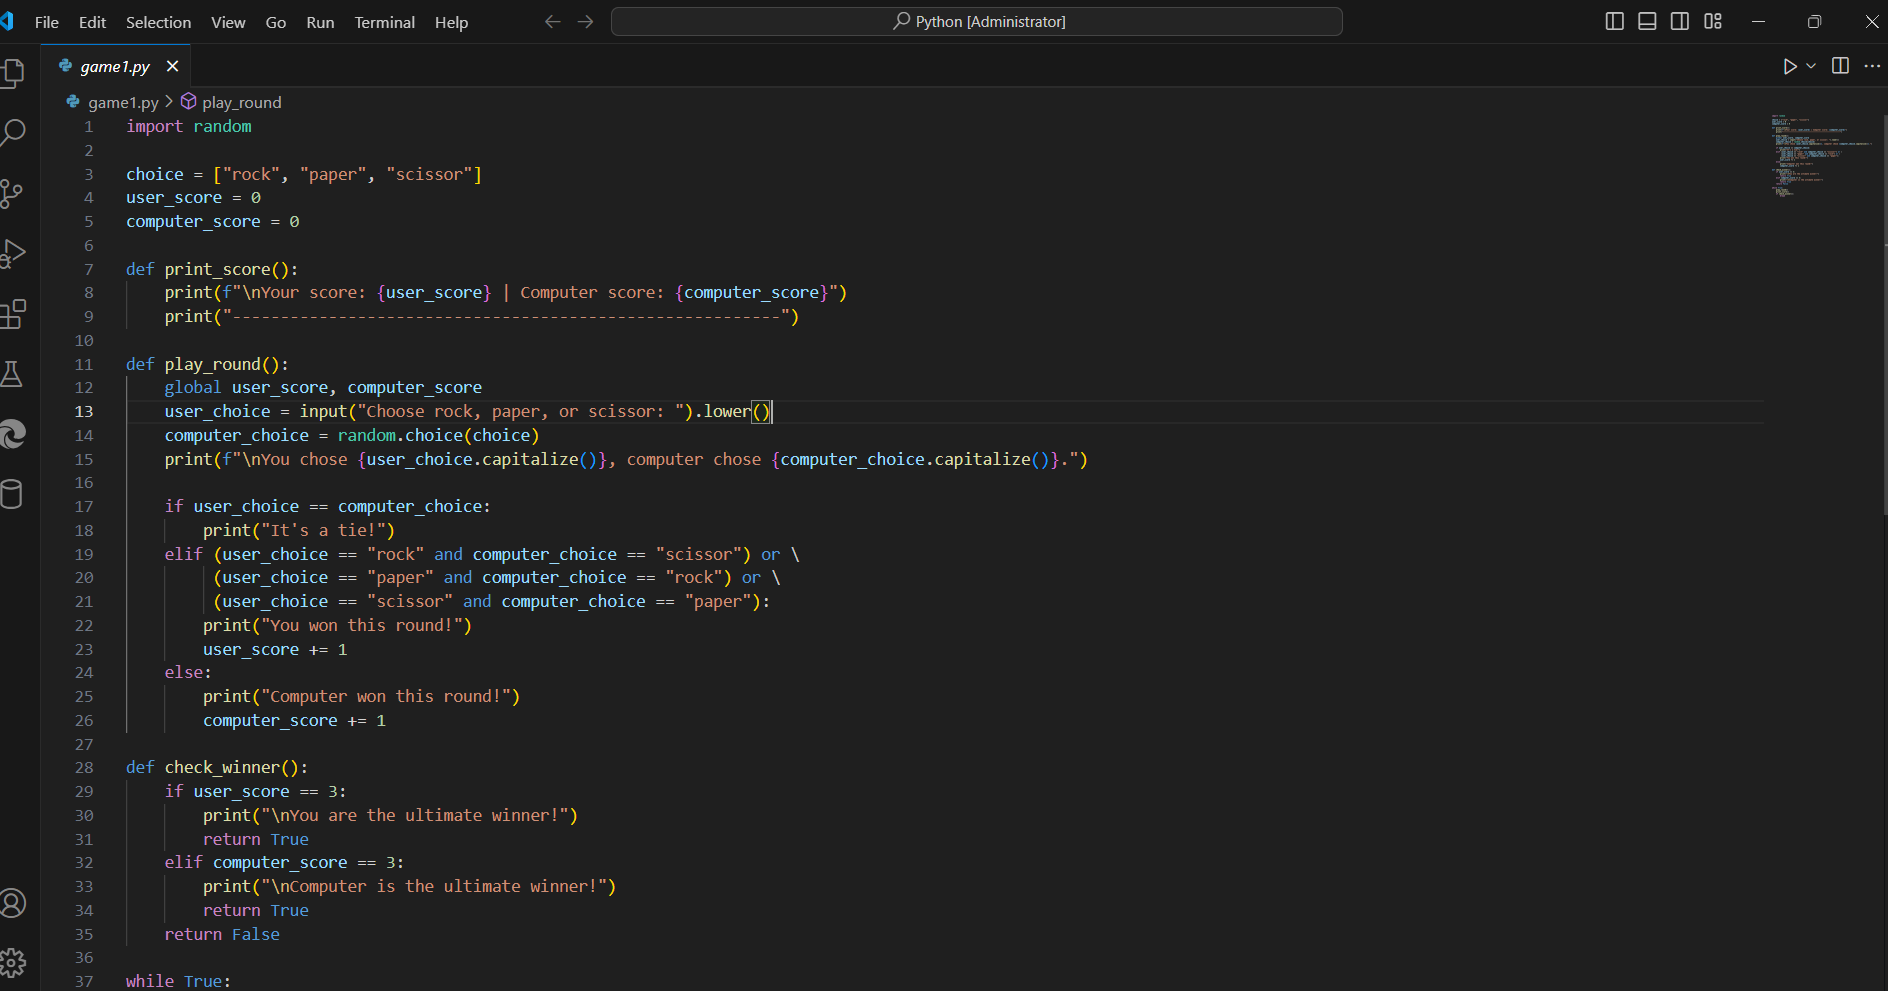 File Edit Selection View Go Run Terminal Help
Python [Administrator]
game1.py
game1.py > play_round
1 import random
2
3 choice = ["rock", "paper", "scissor"]
4 user_score = 0
5 computer_score = 0
6
7 def print_score():
8     print(f"\nYour score: {user_score} | Computer score: {computer_score}")
9     print("---------------------------------------------------------")
10
11 def play_round():
12     global user_score, computer_score
13     user_choice = input("Choose rock, paper, or scissor: ").lower()
14     computer_choice = random.choice(choice)
15     print(f"\nYou chose {user_choice.capitalize()}, computer chose {computer_choice.capitalize()}.")
16
17     if user_choice == computer_choice:
18         print("It's a tie!")
19     elif (user_choice == "rock" and computer_choice == "scissor") or \
20          (user_choice == "paper" and computer_choice == "rock") or \
21          (user_choice == "scissor" and computer_choice == "paper"):
22         print("You won this round!")
23         user_score += 1
24     else:
25         print("Computer won this round!")
26         computer_score += 1
27
28 def check_winner():
29     if user_score == 3:
30         print("\nYou are the ultimate winner!")
31         return True
32     elif computer_score == 3:
33         print("\nComputer is the ultimate winner!")
34         return True
35     return False
36
37 while True: